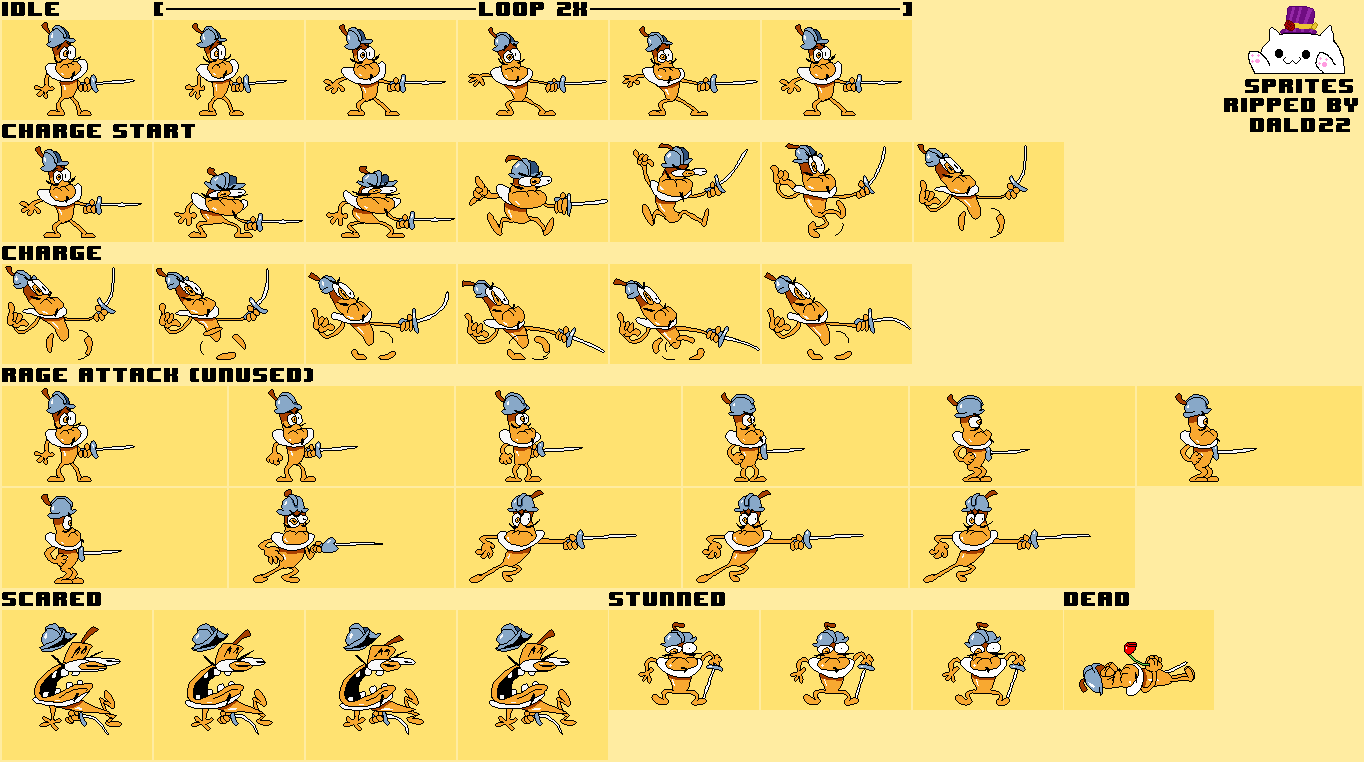 IDLE
[ LOOP 2X ]
SPRITES
RIPPED BY
DALD22
CHARGE START
CHARGE
RAGE ATTACK (UNUSED)
SCARED
STUNNED
DEAD